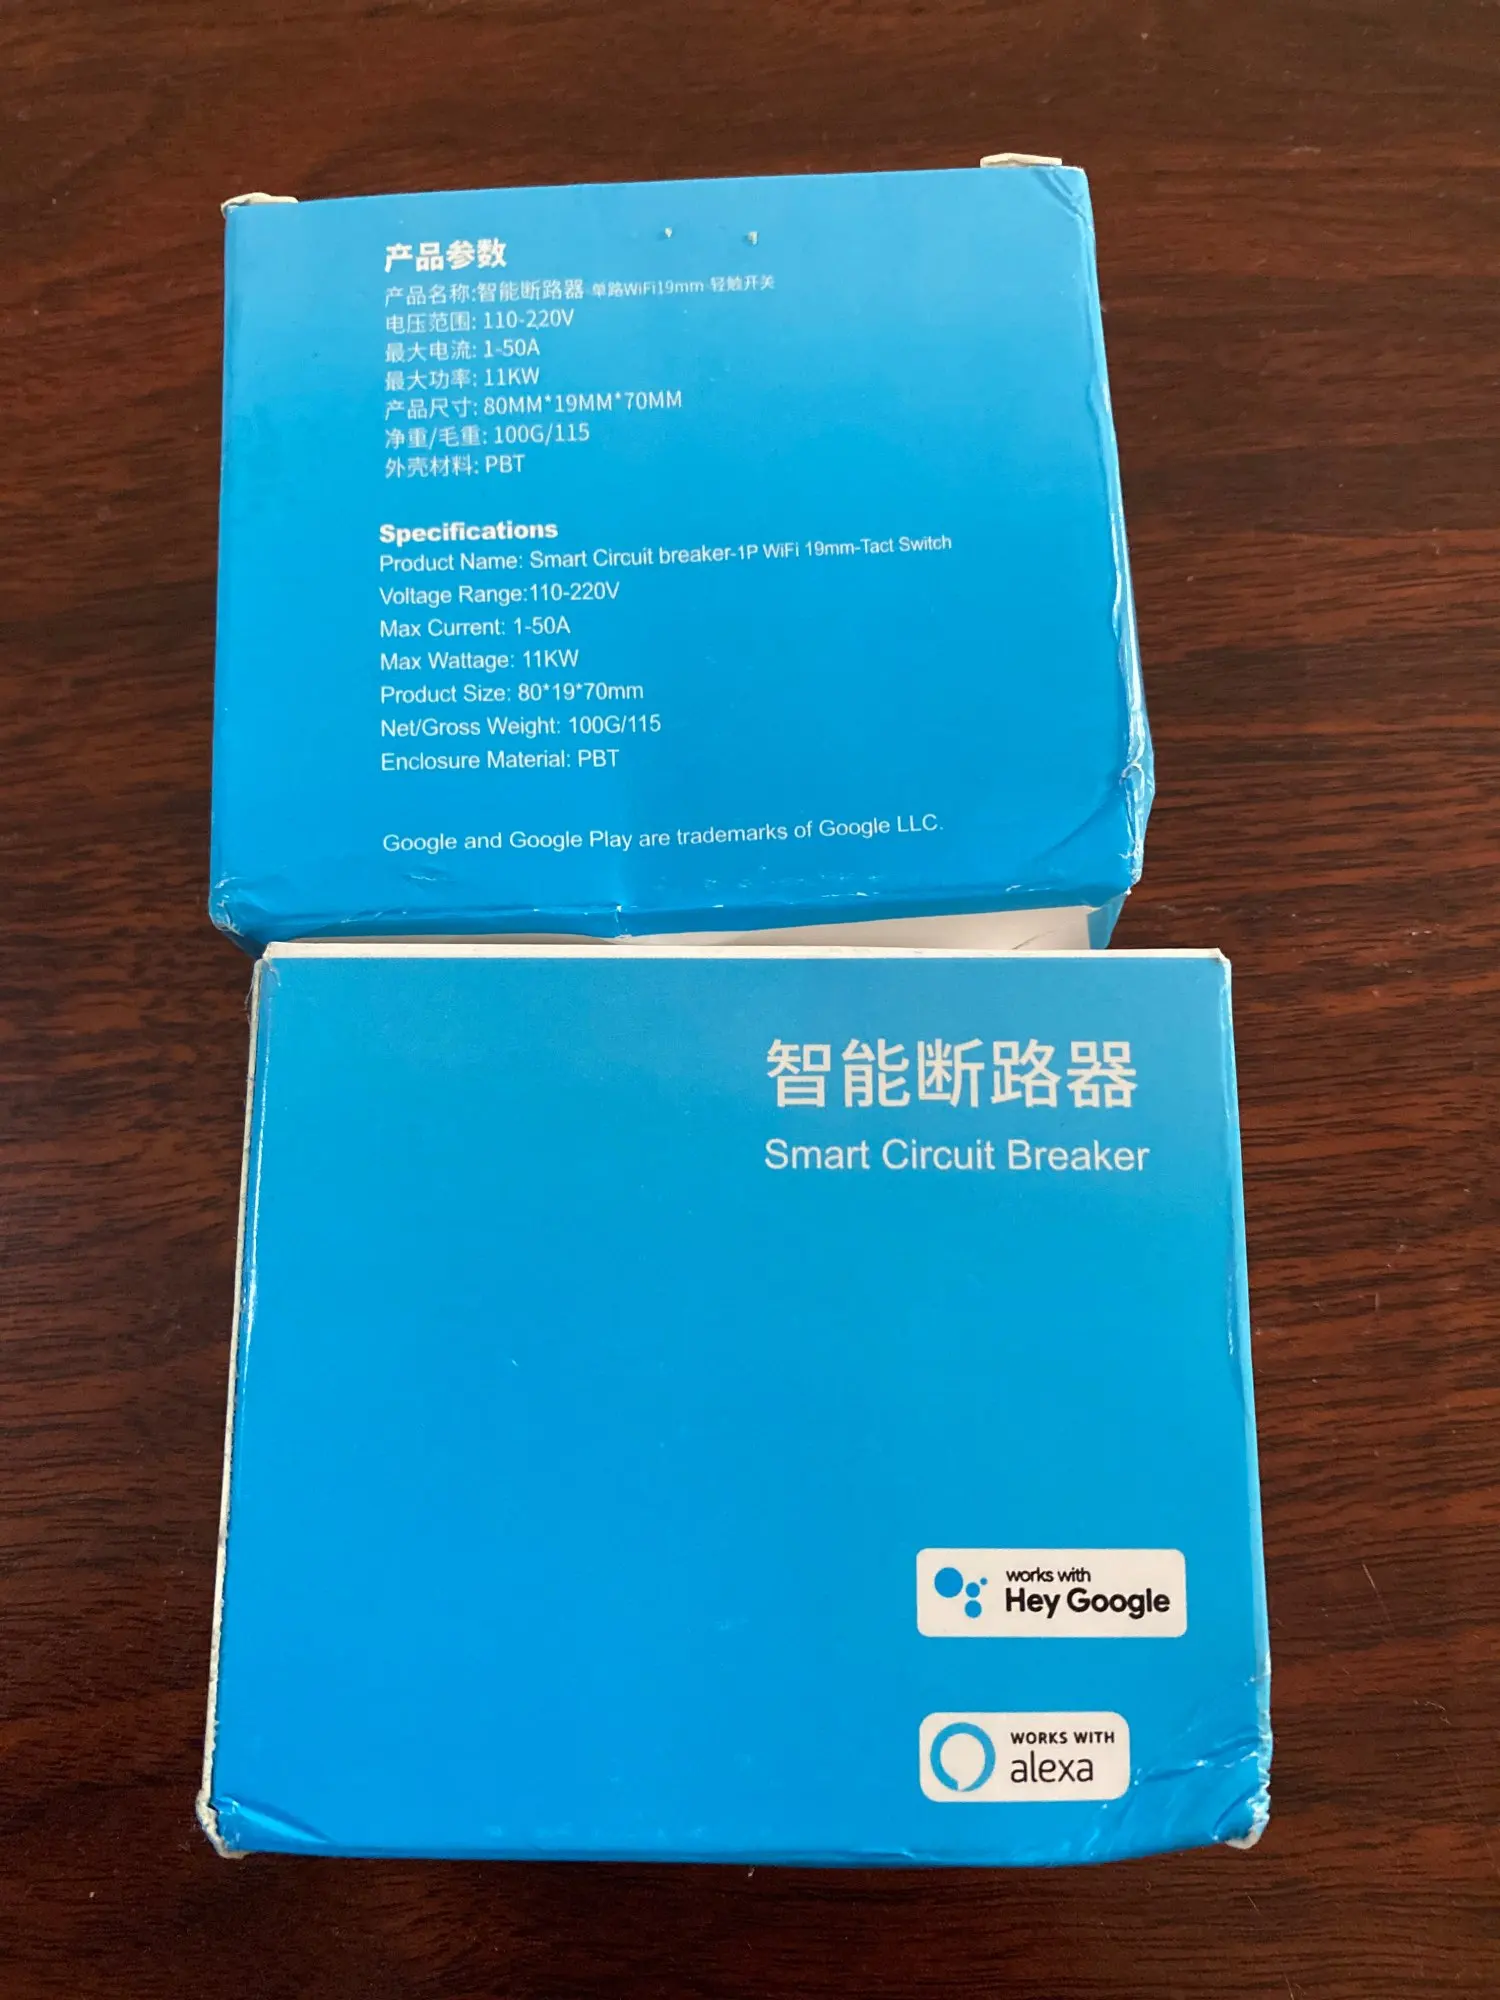 产品参数
产品名称:智能断路器 单路WiFi19mm-轻触开关
电压范围: 110-220V
最大电流: 1-50A
最大功率: 11KW
产品尺寸: 80MM*19MM*70MM
净重/毛重: 100G/115
外壳材料: PBT
Specifications
Product Name: Smart Circuit breaker-1P WiFi 19mm-Tact Switch
Voltage Range:110-220V
Max Current: 1-50A
Max Wattage: 11KW
Product Size: 80*19*70mm
Net/Gross Weight: 100G/115
Enclosure Material: PBT
Google and Google Play are trademarks of Google LLC.
智能断路器
Smart Circuit Breaker
works with
Hey Google
WORKS WITH
alexa